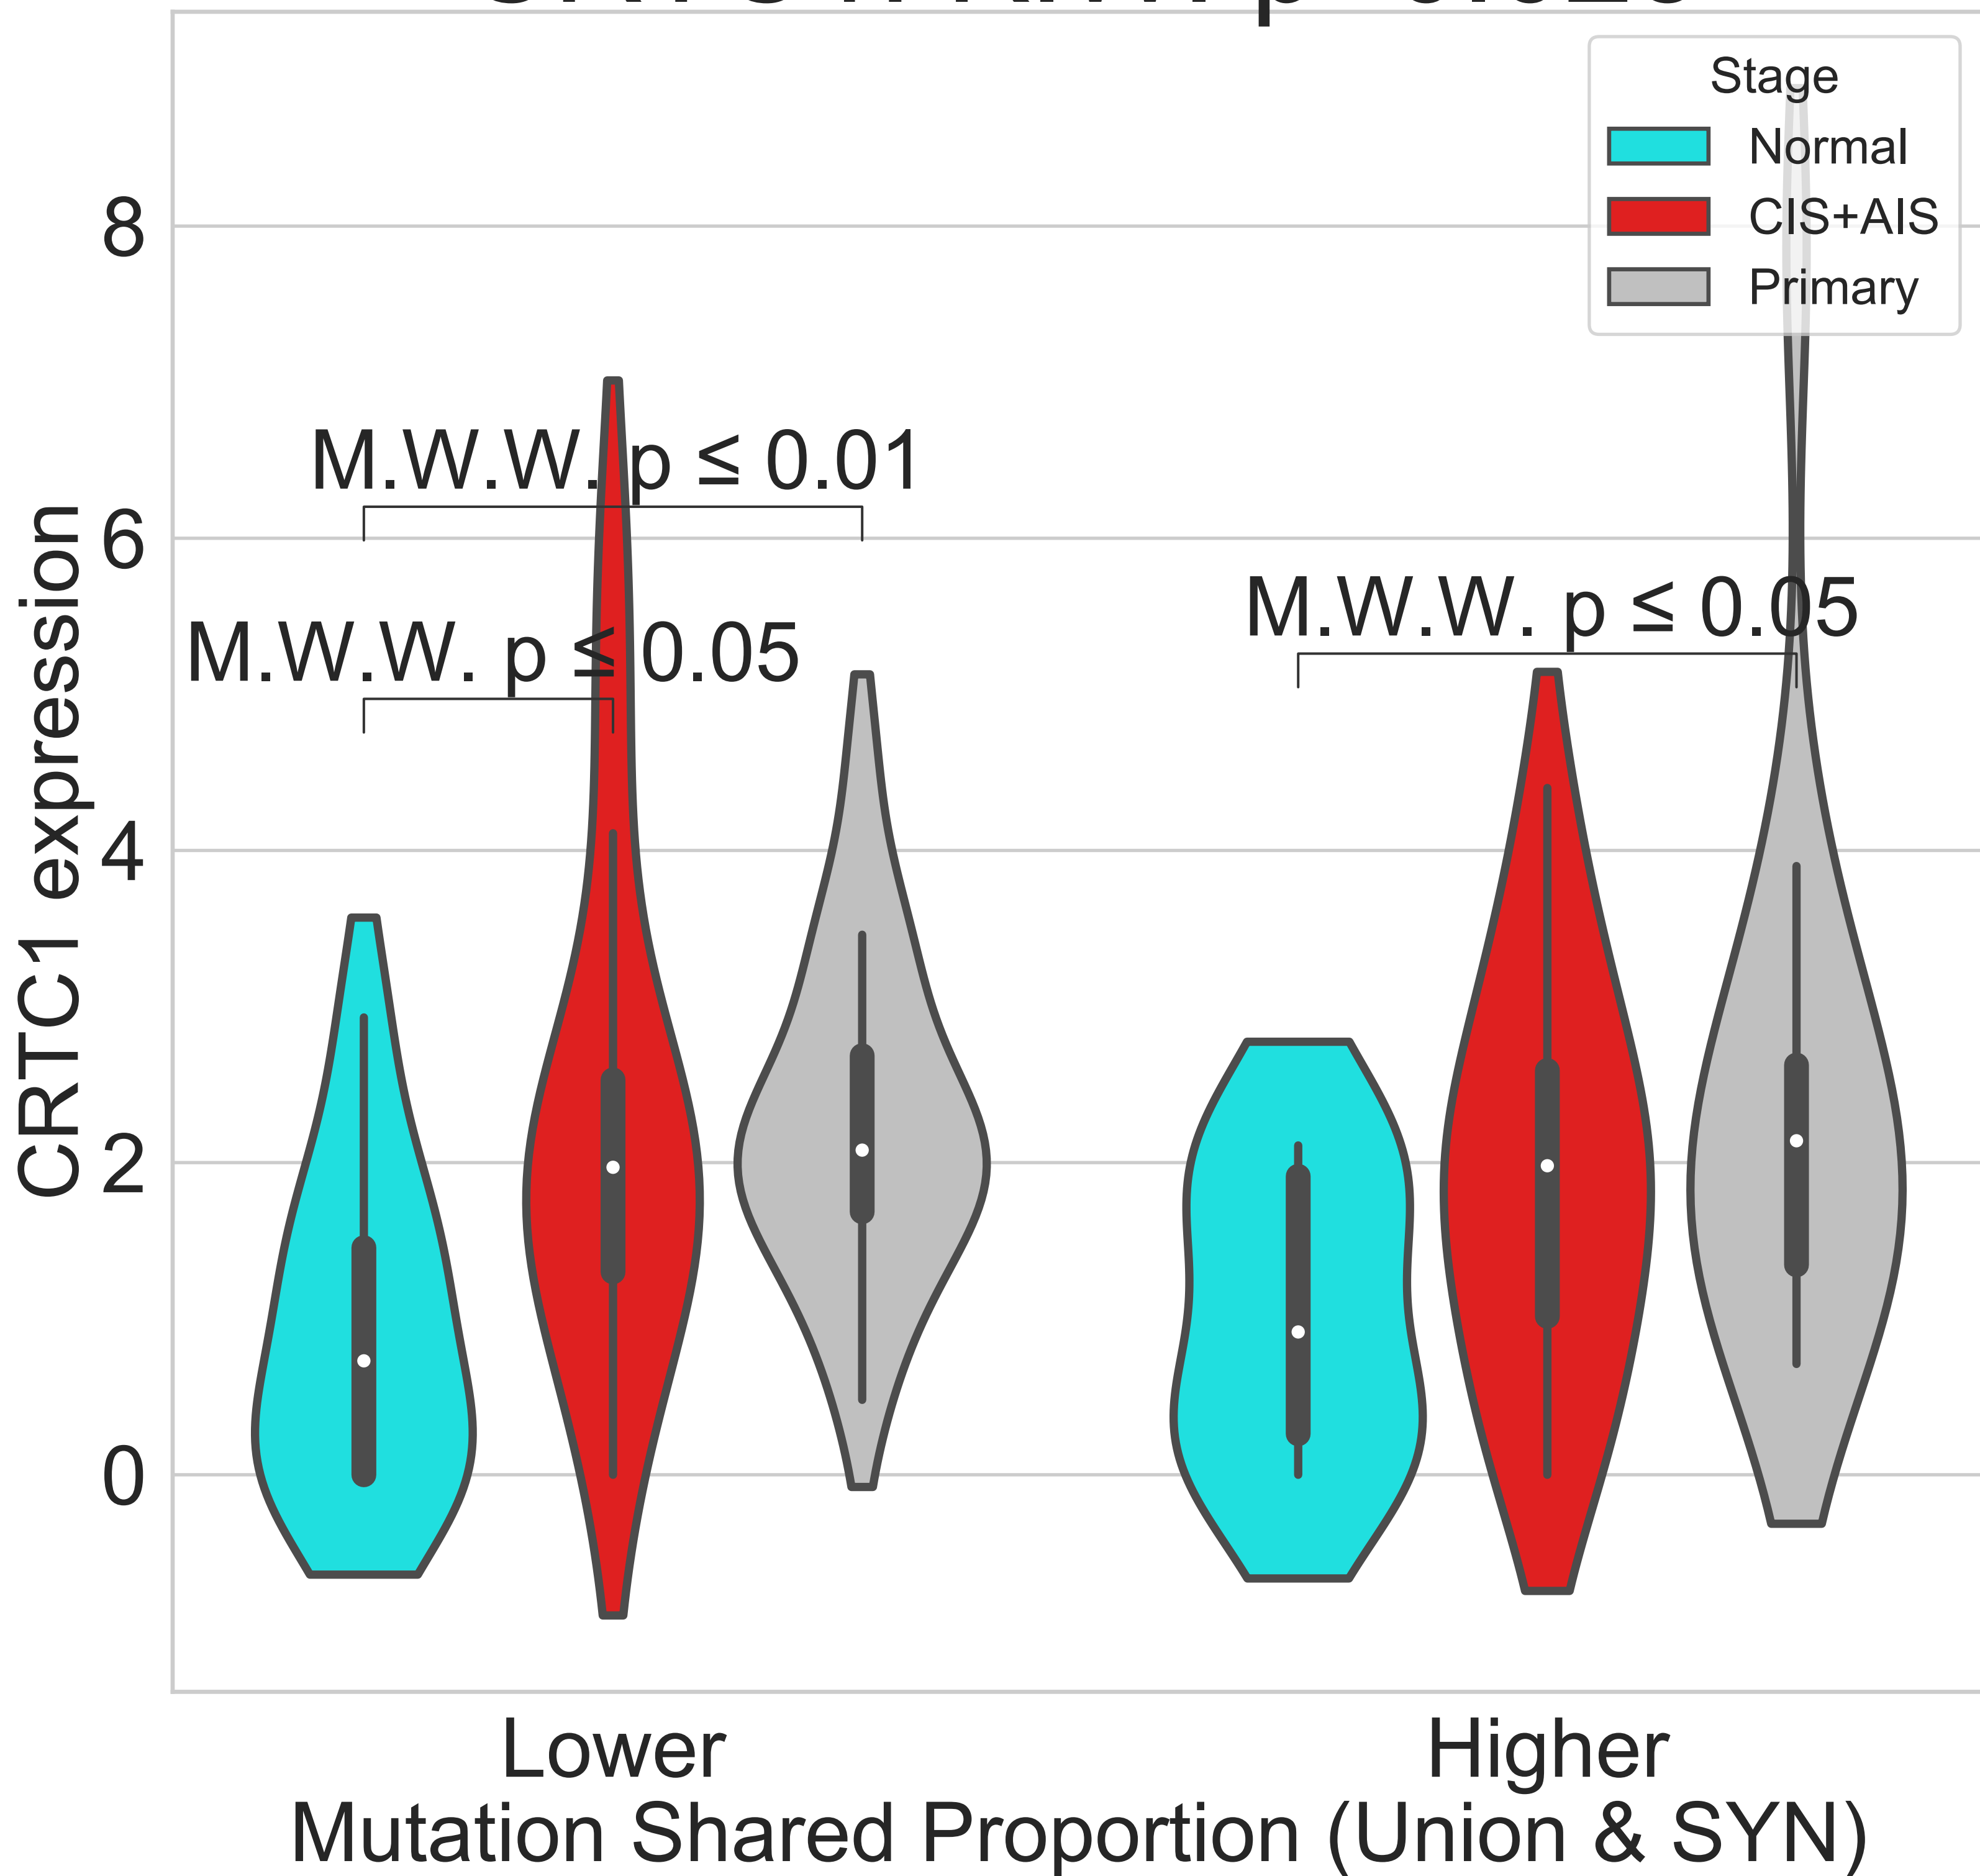 Stage
Normal
CIS+AIS
Primary
8
6
4
2
0
CRTC1 expression
M.W.W. p ≤ 0.01
M.W.W. p ≤ 0.05
M.W.W. p ≤ 0.05
Lower
Higher
Mutation Shared Proportion (Union & SYN)